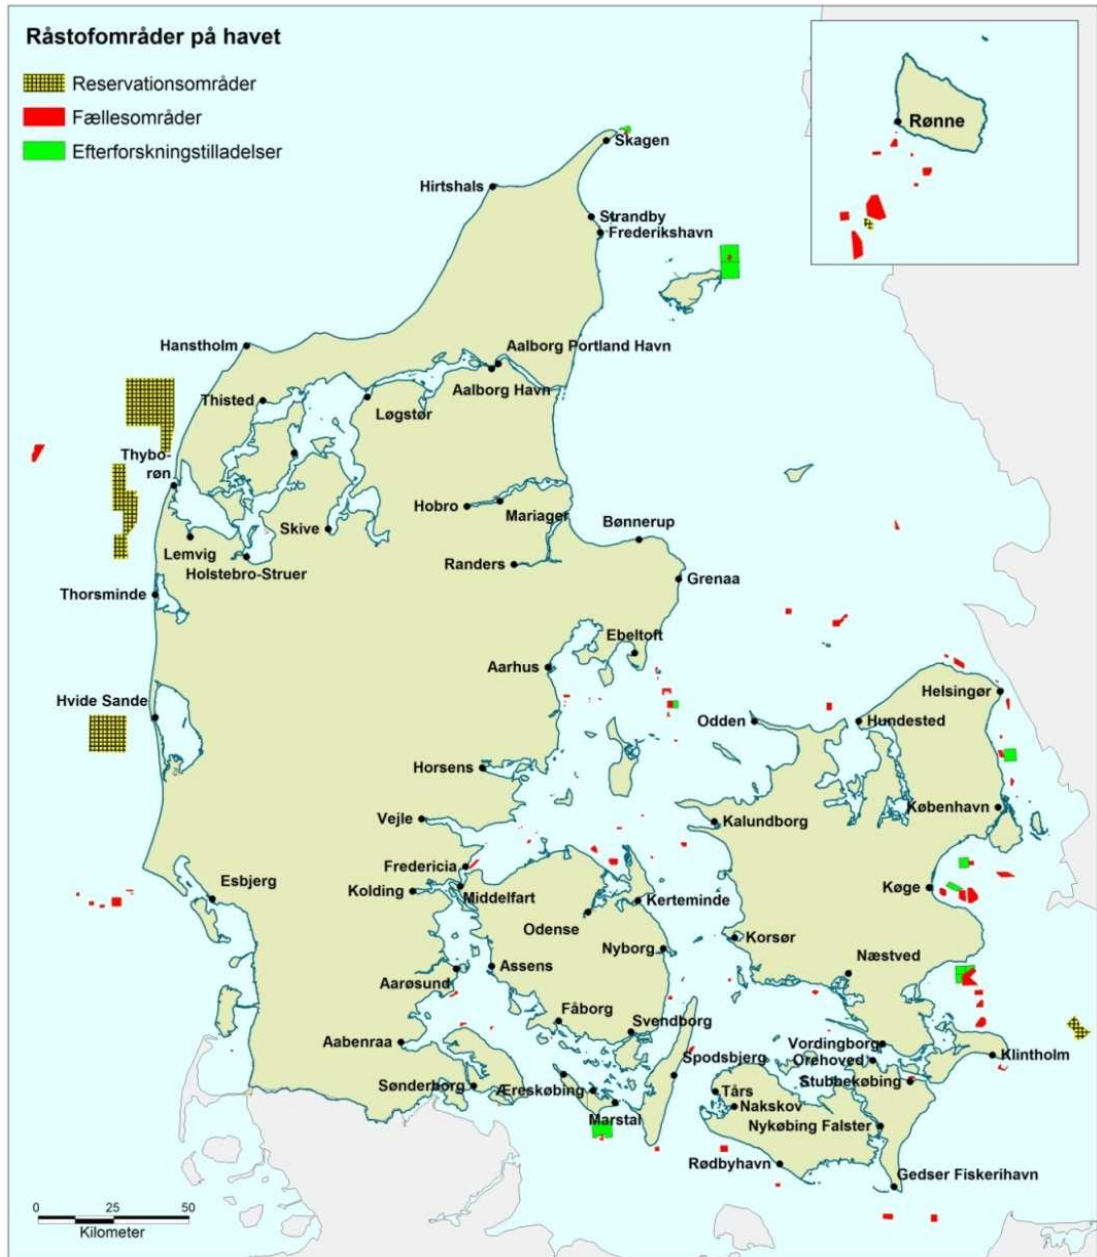 Råstofområder på havet
Reservationsområder
Fællesområder
Efterforskningstilladelser
Rønne
Skagen
Hirtshals
Strandby
Frederikshavn
Hanstholm
Aalborg Portland Havn
Aalborg Havn
Thisted
Løgstør
Thybo-
røn
Hobro
Mariager
Skive
Bønnerup
Lemvig
Holstebro-Struer
Randers
Grenaa
Thorsminde
Ebeltoft
Aarhus
Hvide Sande
Helsingør
Odden
Hundested
Horsens
København
Vejle
Kalundborg
Fredericia
Esbjerg
Kolding
Middelfart
Køge
Kerteminde
Odense
Korsør
Nyborg
Næstved
Assens
Aarøsund
Fåborg
Svendborg
Vordingborg
Aabenraa
Spodsbjerg
Orehoved
Klintholm
Sønderborg
Æreskøbing
Stubbekøbing
Tårs
Nakskov
Marstal
Nykøbing Falster
Rødbyhavn
Gedser Fiskerihavn
0 25 50
Kilometer